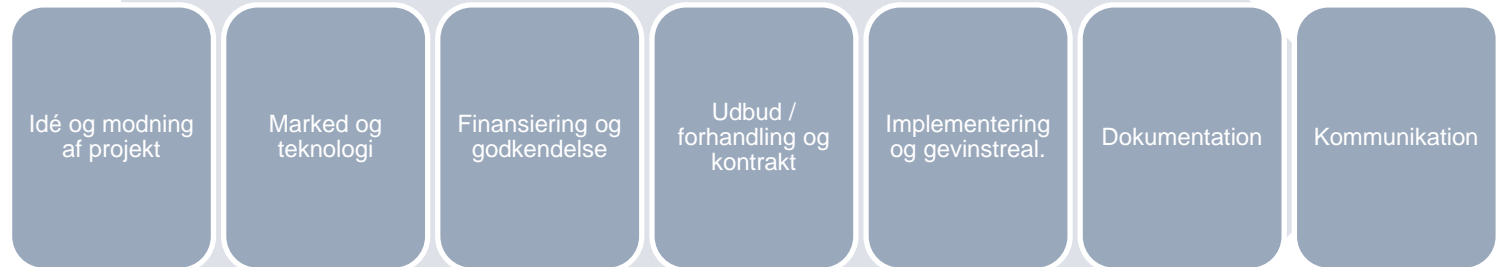 Idé og modning
af projekt
Marked og
teknologi
Finansiering og
godkendelse
Udbud /
forhandling og
kontrakt
Implementering
og gevinstreal.
Dokumentation
Kommunikation